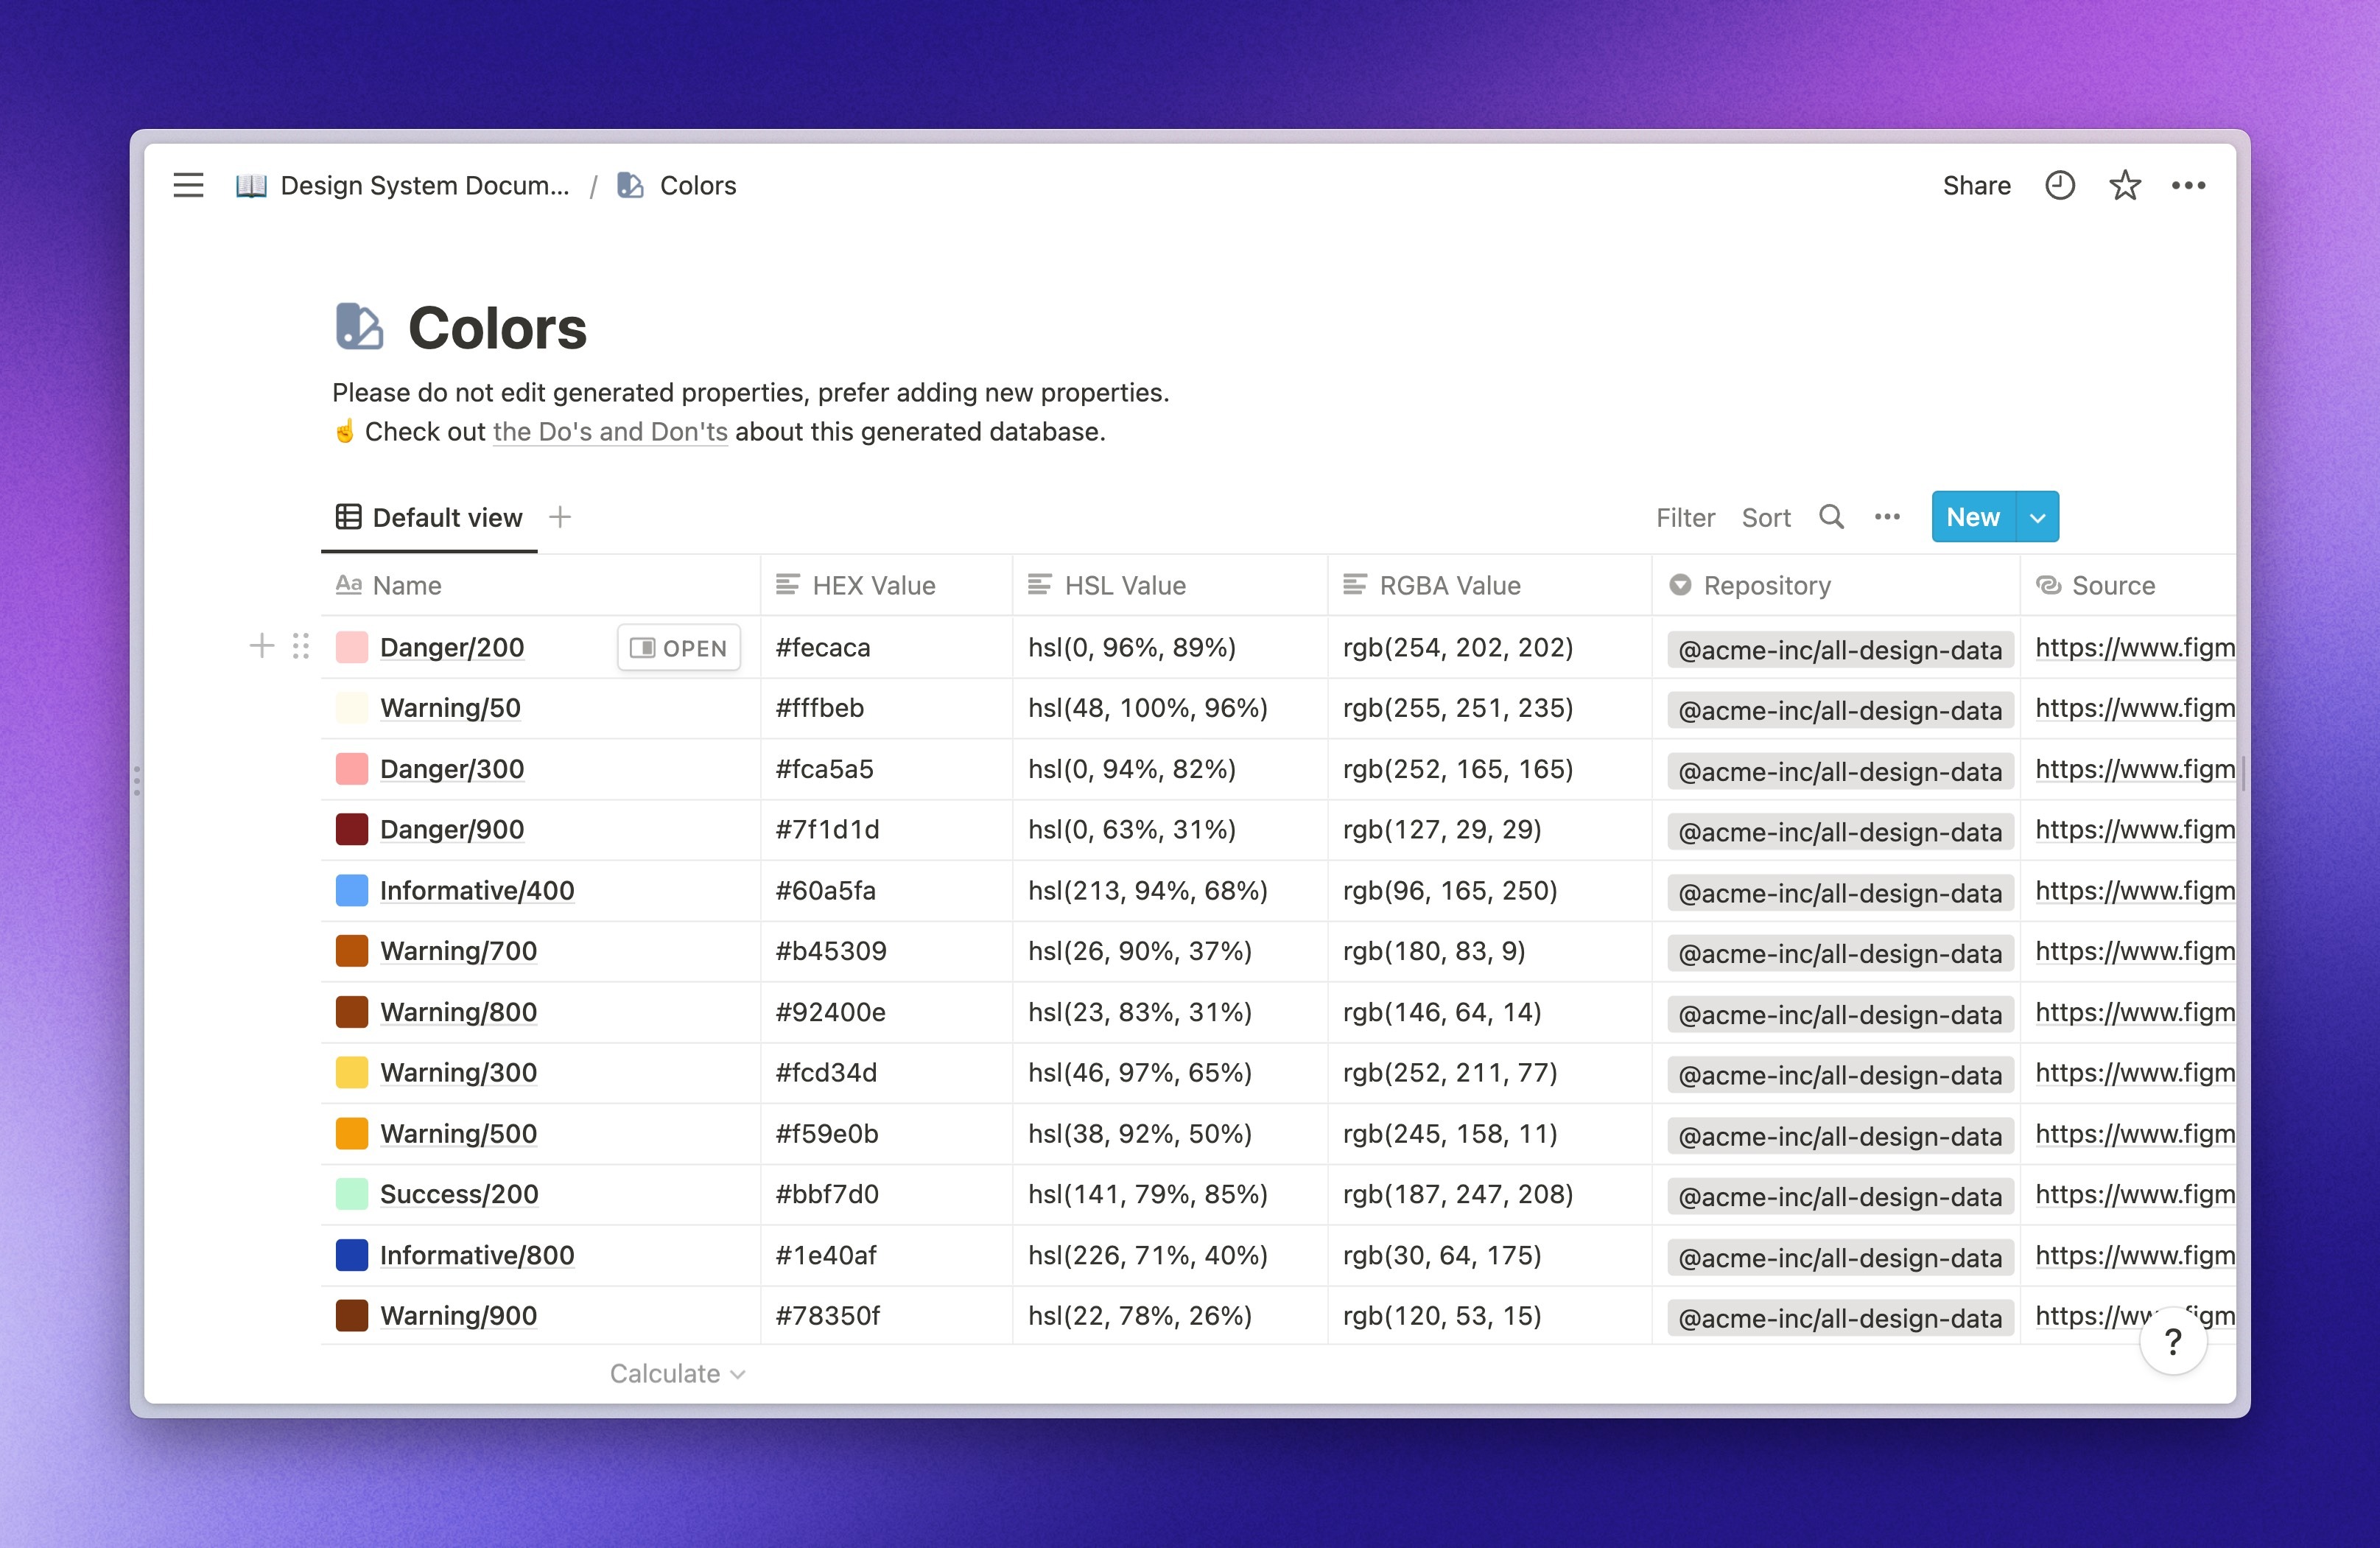 Design System Docum... / Colors
Share
Colors
Please do not edit generated properties, prefer adding new properties.
☝️ Check out the Do's and Don'ts about this generated database.
Default view
Filter Sort New
Aa Name HEX Value HSL Value RGBA Value Repository Source
Danger/200 OPEN #fecaca hsl(0, 96%, 89%) rgb(254, 202, 202) @acme-inc/all-design-data https://www.figm
Warning/50 #fffbeb hsl(48, 100%, 96%) rgb(255, 251, 235) @acme-inc/all-design-data https://www.figm
Danger/300 #fca5a5 hsl(0, 94%, 82%) rgb(252, 165, 165) @acme-inc/all-design-data https://www.figm
Danger/900 #7f1d1d hsl(0, 63%, 31%) rgb(127, 29, 29) @acme-inc/all-design-data https://www.figm
Informative/400 #60a5fa hsl(213, 94%, 68%) rgb(96, 165, 250) @acme-inc/all-design-data https://www.figm
Warning/700 #b45309 hsl(26, 90%, 37%) rgb(180, 83, 9) @acme-inc/all-design-data https://www.figm
Warning/800 #92400e hsl(23, 83%, 31%) rgb(146, 64, 14) @acme-inc/all-design-data https://www.figm
Warning/300 #fcd34d hsl(46, 97%, 65%) rgb(252, 211, 77) @acme-inc/all-design-data https://www.figm
Warning/500 #f59e0b hsl(38, 92%, 50%) rgb(245, 158, 11) @acme-inc/all-design-data https://www.figm
Success/200 #bbf7d0 hsl(141, 79%, 85%) rgb(187, 247, 208) @acme-inc/all-design-data https://www.figm
Informative/800 #1e40af hsl(226, 71%, 40%) rgb(30, 64, 175) @acme-inc/all-design-data https://www.figm
Warning/900 #78350f hsl(22, 78%, 26%) rgb(120, 53, 15) @acme-inc/all-design-data
?
Calculate